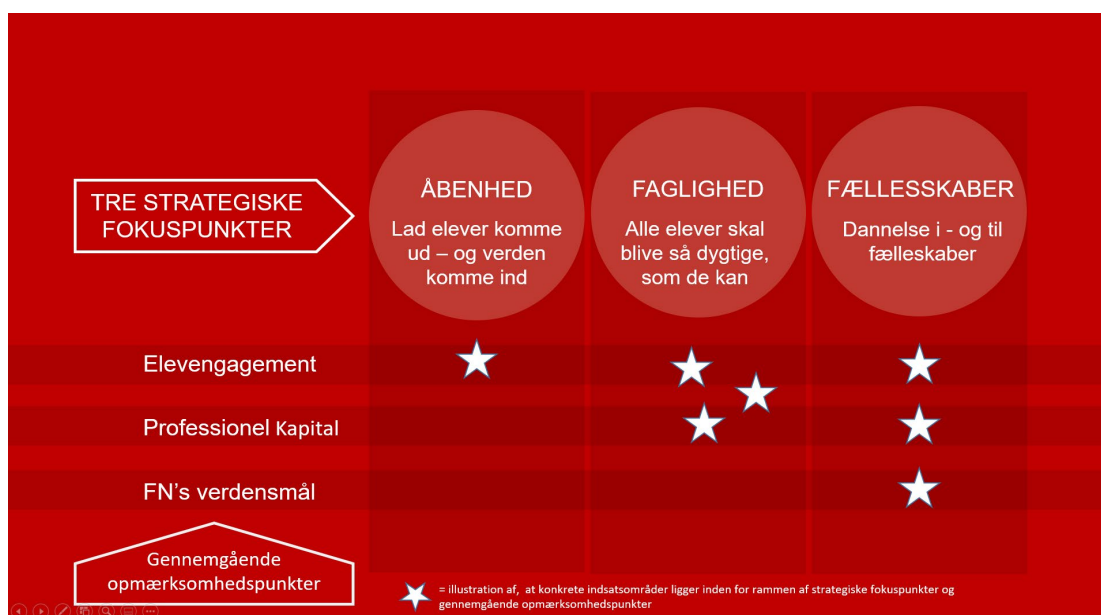 TRE STRATEGISKE
FOKUSPUNKTER
ÅBENHED
Lad elever komme
ud – og verden
komme ind
FAGLIGHED
Alle elever skal
blive så dygtige,
som de kan
FÆLLESSKABER
Dannelse i - og til
fælleskaber
Elevengagement
Professionel Kapital
FN's verdensmål
Gennemgående
opmærksomhedspunkter
= illustration af, at konkrete indsatsområder ligger inden for rammen af strategiske fokuspunkter og
gennemgående opmærksomhedspunkter